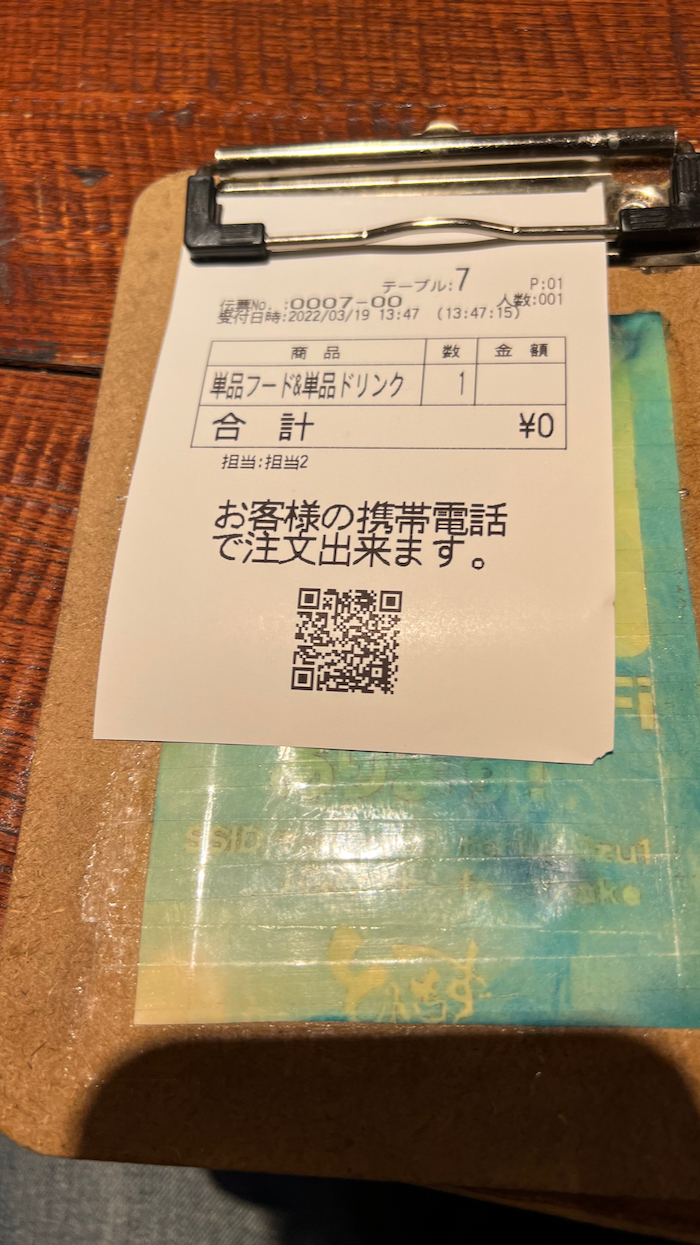 テーブル:7 P:01
伝票No. :0007-00 人数:001
受付日時:2022/03/19 13:47 (13:47:15)
商 品 数 金 額
単品フード&単品ドリンク 1
合 計 ¥0
担当:担当2
お客様の携帯電話
で注文出来ます。
Fi
SSID